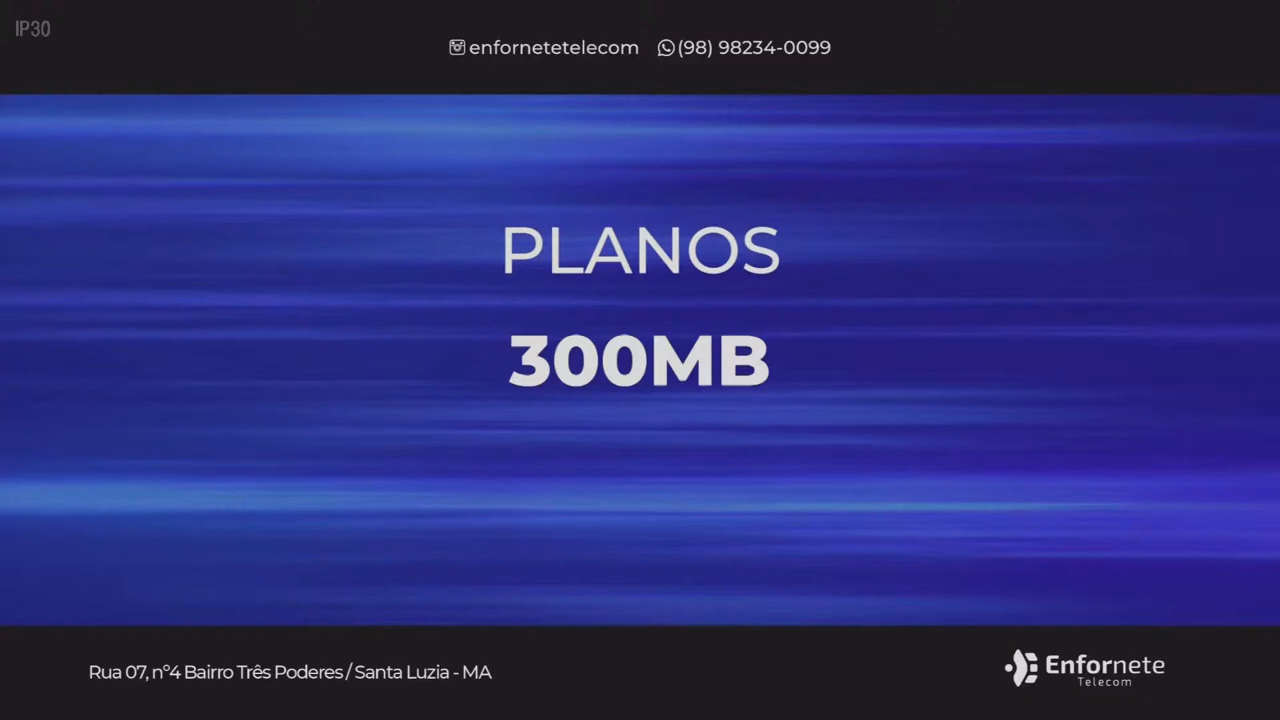 IP30
enfornetetelecom (98) 98234-0099
PLANOS
300MB
Rua 07, nº4 Bairro Três Poderes / Santa Luzia - MA
Enfornete
Telecom